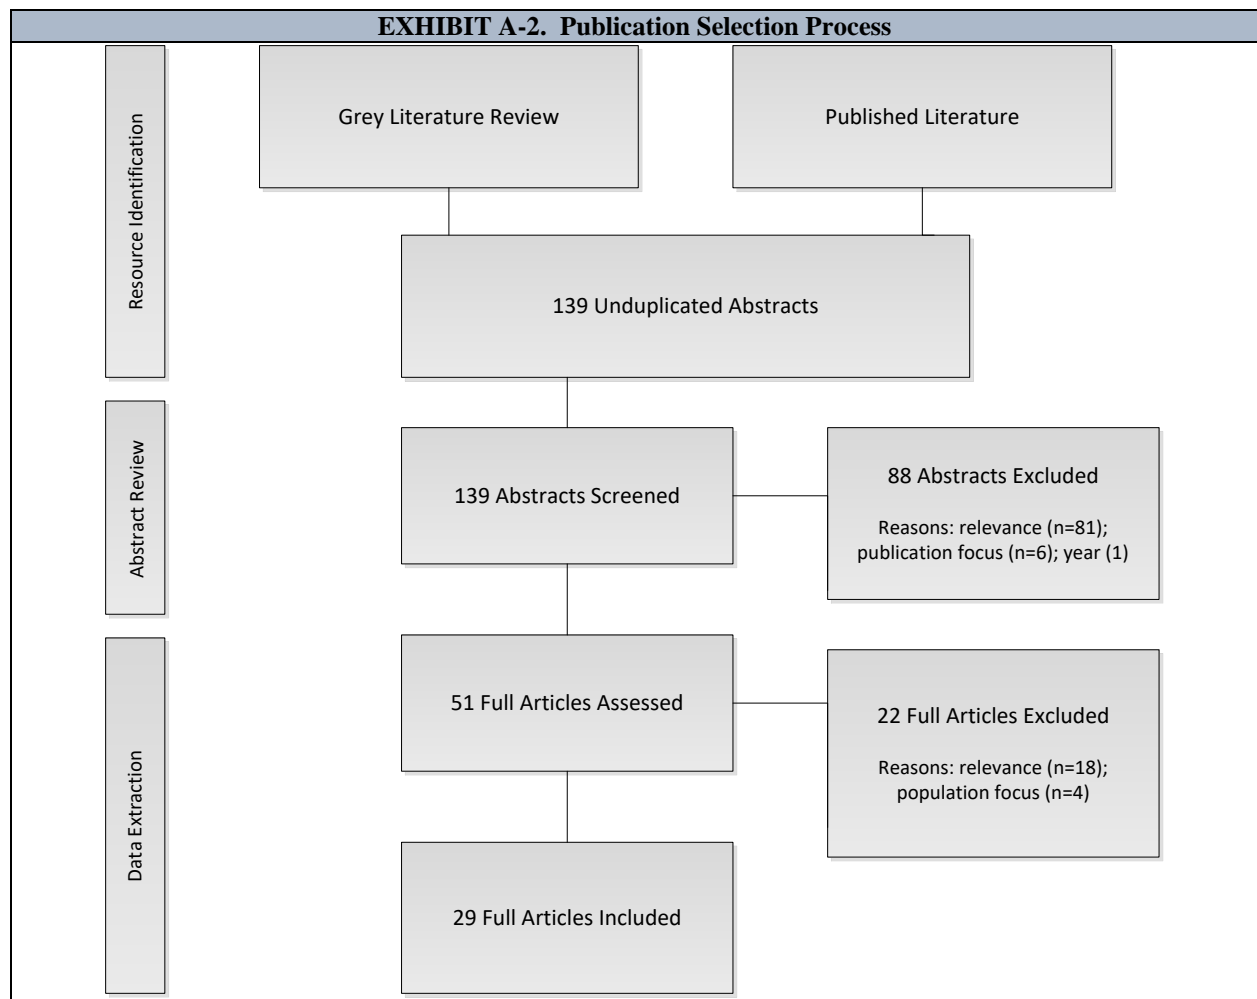 EXHIBIT A-2. Publication Selection Process
Resource Identification
Grey Literature Review
Published Literature
139 Unduplicated Abstracts
Abstract Review
139 Abstracts Screened
88 Abstracts Excluded
Reasons: relevance (n=81);
publication focus (n=6); year (1)
Data Extraction
51 Full Articles Assessed
22 Full Articles Excluded
Reasons: relevance (n=18);
population focus (n=4)
29 Full Articles Included